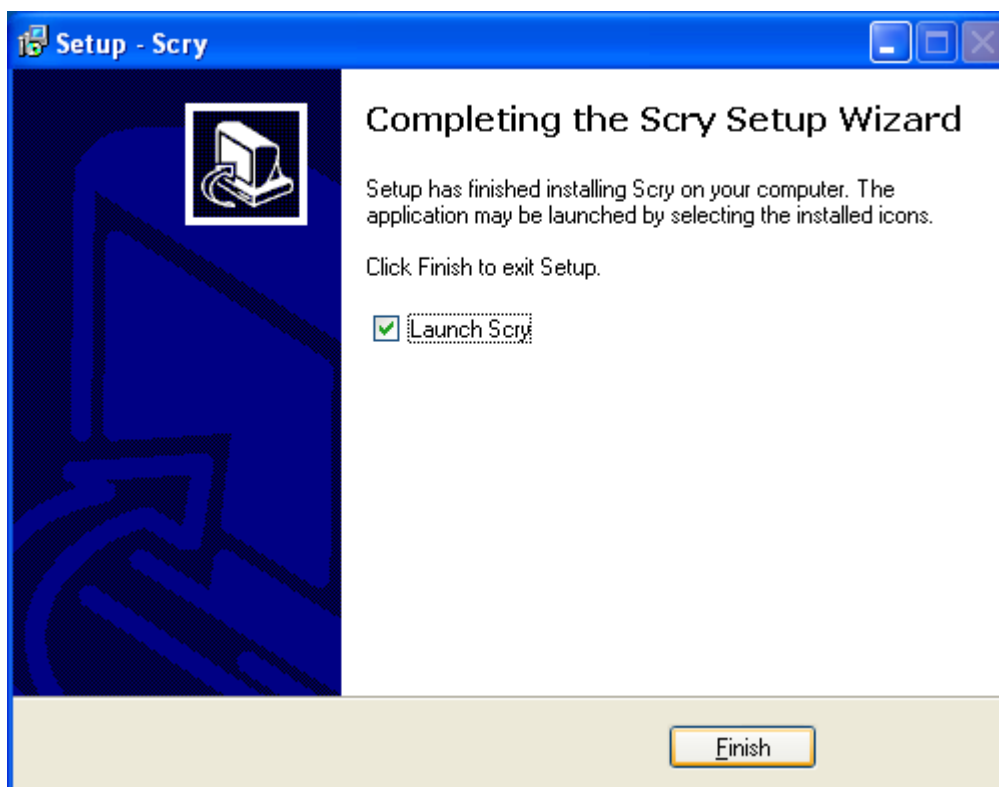 Setup - Scry
Completing the Scry Setup Wizard
Setup has finished installing Scry on your computer. The
application may be launched by selecting the installed icons.
Click Finish to exit Setup.
Launch Scry
Finish